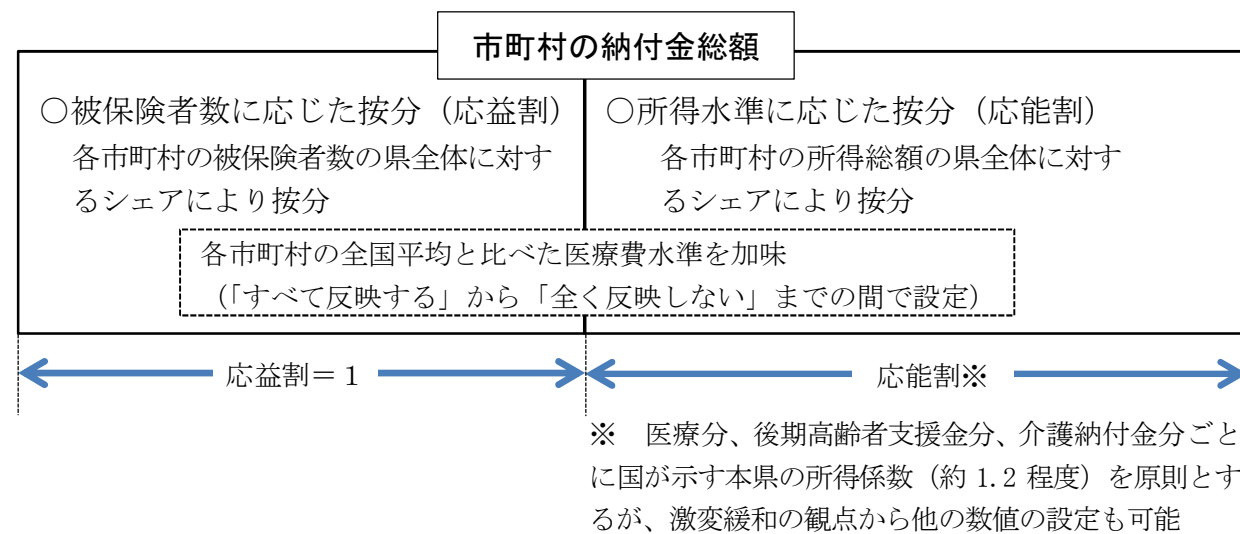 市町村の納付金総額
○被保険者数に応じた按分（応益割）
各市町村の被保険者数の県全体に対す
るシェアにより按分
○所得水準に応じた按分（応能割）
各市町村の所得総額の県全体に対す
るシェアにより按分
各市町村の全国平均と比べた医療費水準を加味
（「すべて反映する」から「全く反映しない」までの間で設定）
応益割＝１
応能割※
※　医療分、後期高齢者支援金分、介護納付金分ごと
に国が示す本県の所得係数（約 1.2 程度）を原則とす
るが、激変緩和の観点から他の数値の設定も可能